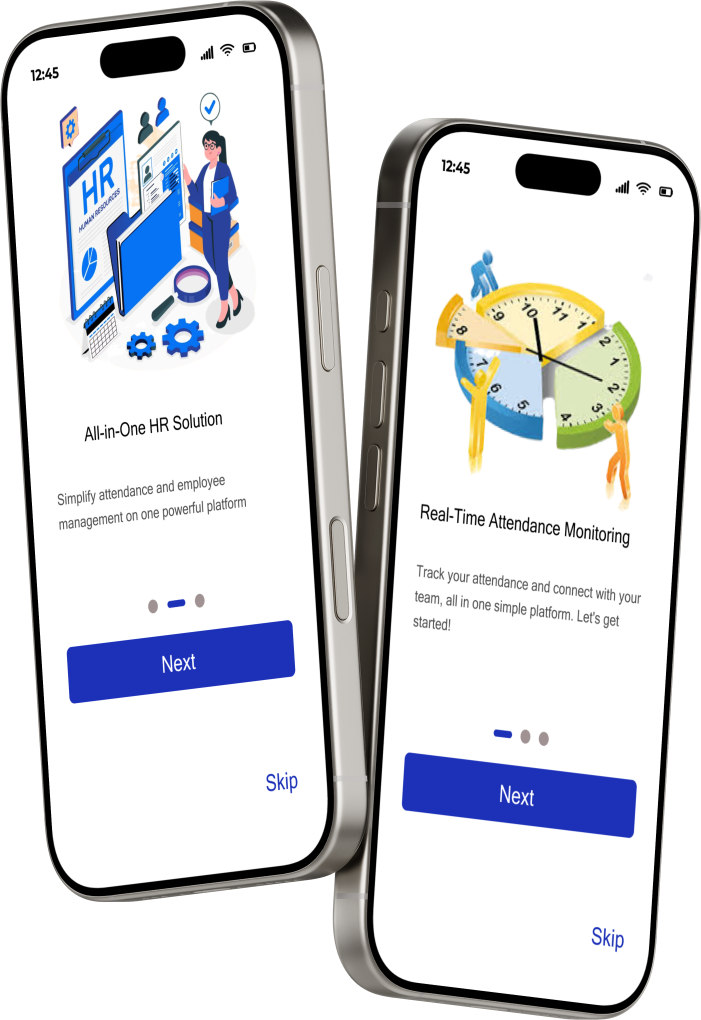 12:45
HR
HUMAN RESOURCES
All-in-One HR Solution
Simplify attendance and employee
management on one powerful platform
Next
Skip
12:45
10
11
1
9
8
7
6
5
2
1
2
3
4
Real-Time Attendance Monitoring
Track your attendance and connect with your
team, all in one simple platform. Let's get
started!
Next
Skip